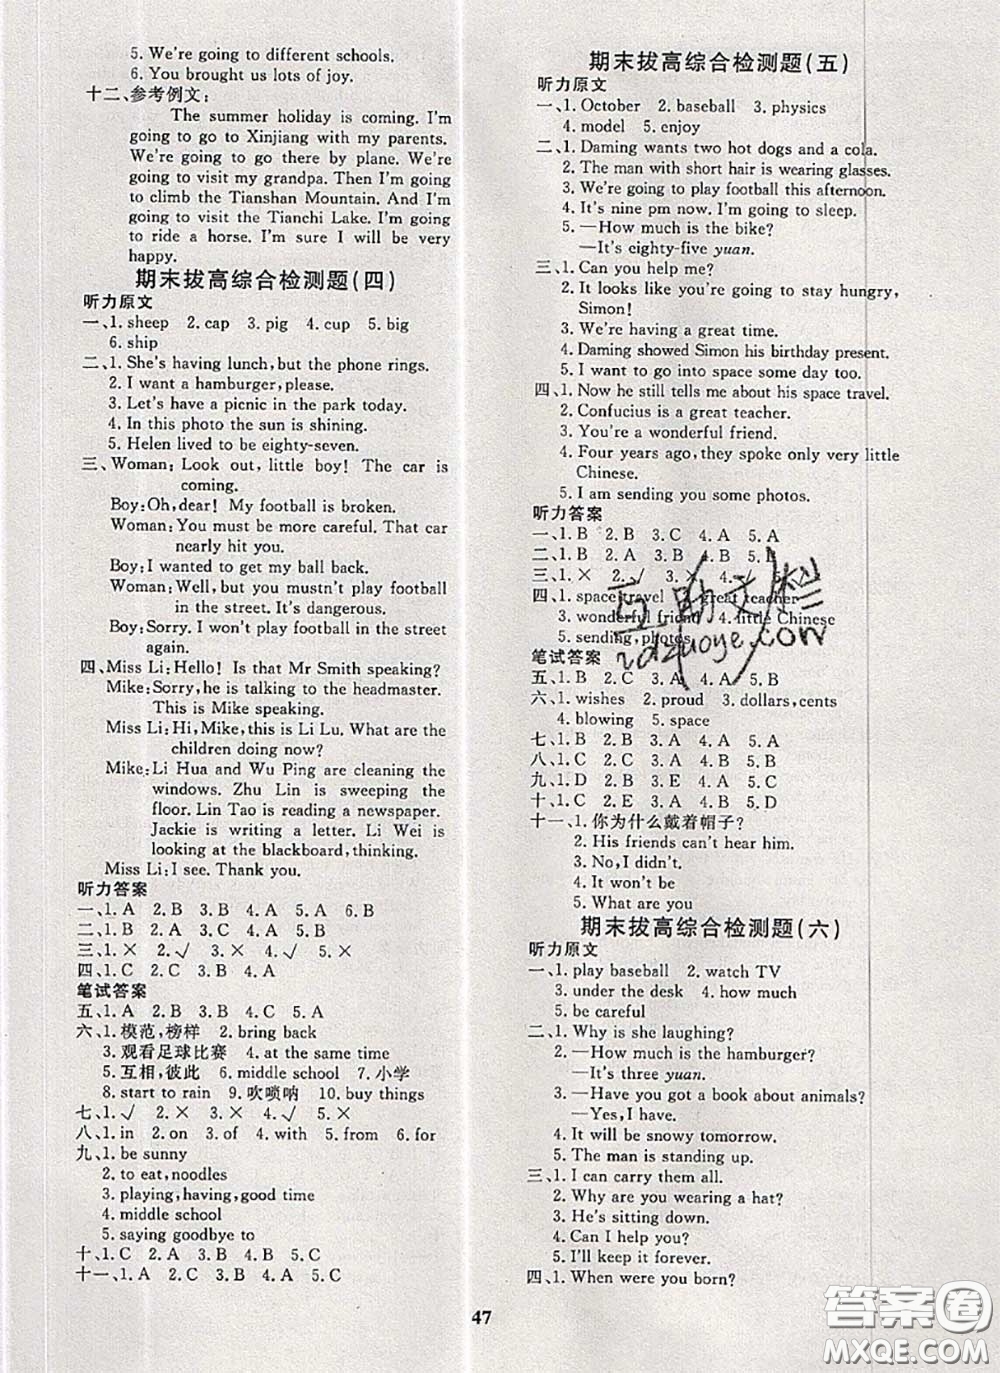 5. We're going to different schools.
6. You brought us lots of joy.
十二、参考例文：
The summer holiday is coming. I'm
going to go to Xinjiang with my parents.
We're going to go there by plane. We're
going to visit my grandpa. Then I'm going
to climb the Tianshan Mountain. And I'm
going to visit the Tianchi Lake. I'm going
to ride a horse. I'm sure I will be very
happy.
期末拔高综合检测题(四)
听力原文
一、1. sheep 2. cap 3. pig 4. cup 5. big
6. ship
二、1. She's having lunch, but the phone rings.
2. I want a hamburger, please.
3. Let's have a picnic in the park today.
4. In this photo the sun is shining.
5. Helen lived to be eighty-seven.
三、Woman: Look out, little boy! The car is
coming.
Boy: Oh, dear! My football is broken.
Woman: You must be more careful. That car
nearly hit you.
Boy: I wanted to get my ball back.
Woman: Well, but you mustn't play football
in the street. It's dangerous.
Boy: Sorry. I won't play football in the street
again.
四、Miss Li: Hello! Is that Mr Smith speaking?
Mike: Sorry, he is talking to the headmaster.
This is Mike speaking.
Miss Li: Hi, Mike, this is Li Lu. What are the
children doing now?
Mike: Li Hua and Wu Ping are cleaning the
windows. Zhu Lin is sweeping the
floor. Lin Tao is reading a newspaper.
Jackie is writing a letter. Li Wei is
looking at the blackboard, thinking.
Miss Li: I see. Thank you.
听力答案
一、1. A 2. B 3. B 4. A 5. A 6. B
二、1. C 2. B 3. C 4. A 5. B
三、1. × 2. √ 3. × 4. × 5. √
四、1. C 2. B 3. B 4. A
笔试答案
五、1. B 2. B 3. C 4. C 5. A
六、1. 模范，榜样 2. bring back
3. 观看足球比赛 4. at the same time
5. 互相，彼此 6. middle school 7. 小学
8. start to rain 9. 吹唢呐 10. buy things
七、1. √ 2. × 3. × 4. √ 5. ×
八、1. in 2. on 3. of 4. with 5. from 6. for
九、1. be sunny
2. to eat, noodles
3. playing, having, good time
4. middle school
5. saying goodbye to
十、1. C 2. A 3. B 4. C 5. A
十一、1. A 2. C 3. B 4. C 5. A
期末拔高综合检测题(五)
听力原文
一、1. October 2. baseball 3. physics
4. model 5. enjoy
二、1. Daming wants two hot dogs and a cola.
2. The man with short hair is wearing glasses.
3. We're going to play football this afternoon.
4. It's nine pm now. I'm going to sleep.
5. —How much is the bike?
—It's eighty-five yuan.
三、1. Can you help me?
2. It looks like you're going to stay hungry,
Simon!
3. We're having a great time.
4. Daming showed Simon his birthday present.
5. I want to go into space some day too.
四、1. Now he still tells me about his space travel.
2. Confucius is a great teacher.
3. You're a wonderful friend.
4. Four years ago, they spoke only very little
Chinese.
5. I am sending you some photos.
听力答案
一、1. B 2. B 3. C 4. A 5. A
二、1. B 2. B 3. A 4. B 5.
三、1. × 2. √ 3. × 4. √
四、1. space travel 2. great teacher
3. wonderful friend 4. little Chinese
5. sending, photos
笔试答案
五、1. B 2. C 3. A 4. A 5. C
六、1. wishes 2. proud 3. dollars, cents
4. blowing 5. space
七、1. B 2. B 3. A 4. B 5. A
八、1. C 2. C 3. A 4. B 5. B
九、1. D 2. B 3. E 4. A 5. C
十、1. C 2. E 3. A 4. B 5. D
十一、1. 你为什么戴着帽子？
2. His friends can't hear him.
3. No, I didn't.
4. It won't be
5. What are you
期末拔高综合检测题(六)
听力原文
一、1. play baseball 2. watch TV
3. under the desk 4. how much
5. be careful
二、1. Why is she laughing?
2. —How much is the hamburger?
—It's three yuan.
3. —Have you got a book about animals?
—Yes, I have.
4. It will be snowy tomorrow.
5. The man is standing up.
三、1. I can carry them all.
2. Why are you wearing a hat?
3. He's sitting down.
4. Can I help you?
5. I'll keep it forever.
四、1. When were you born?
47
答案圈
MXQE.COM